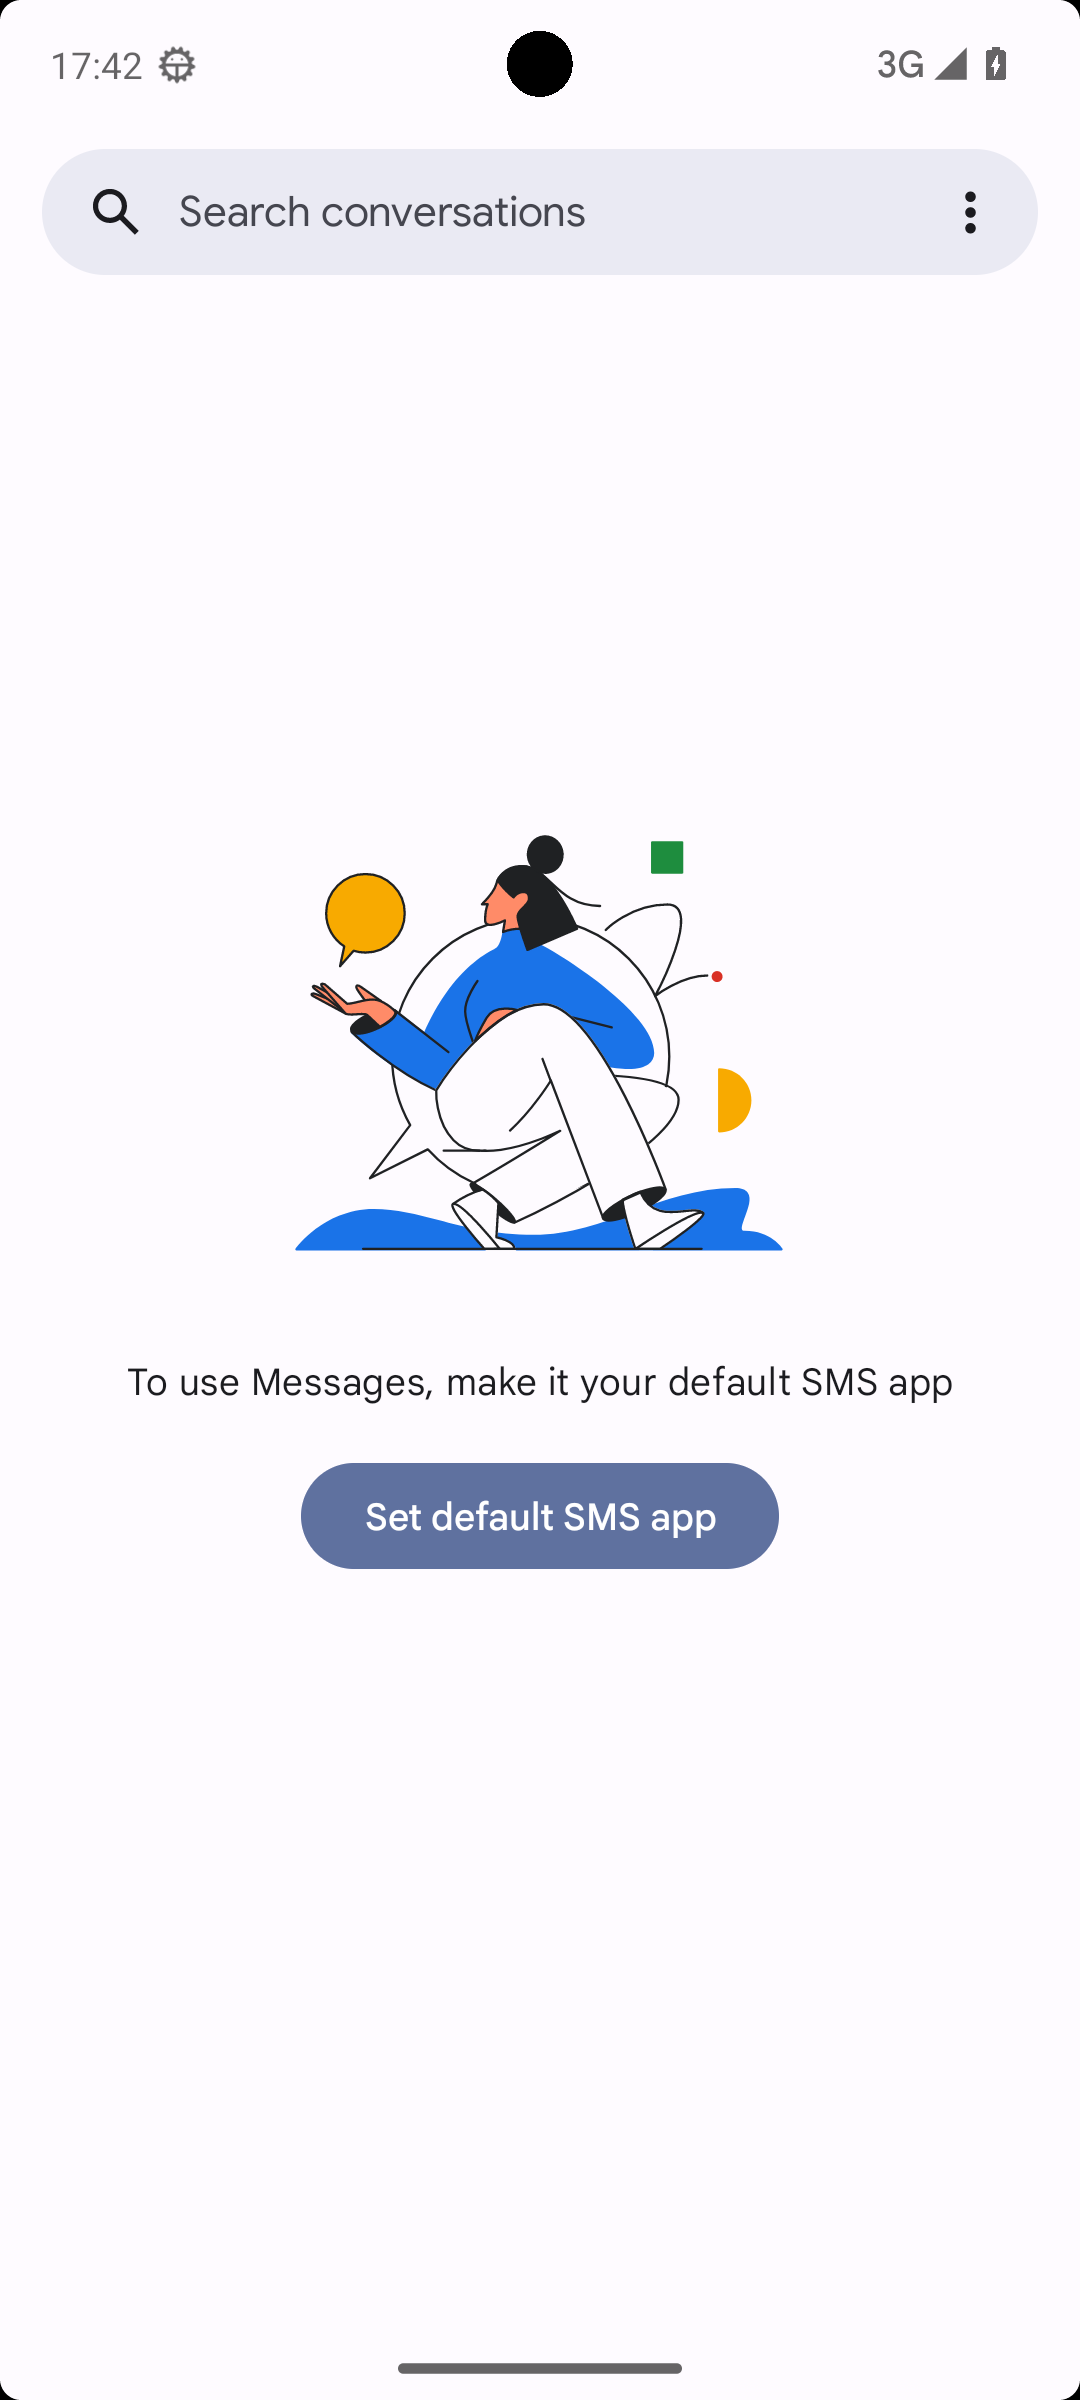 17:42
3G
Search conversations
To use Messages, make it your default SMS app
Set default SMS app